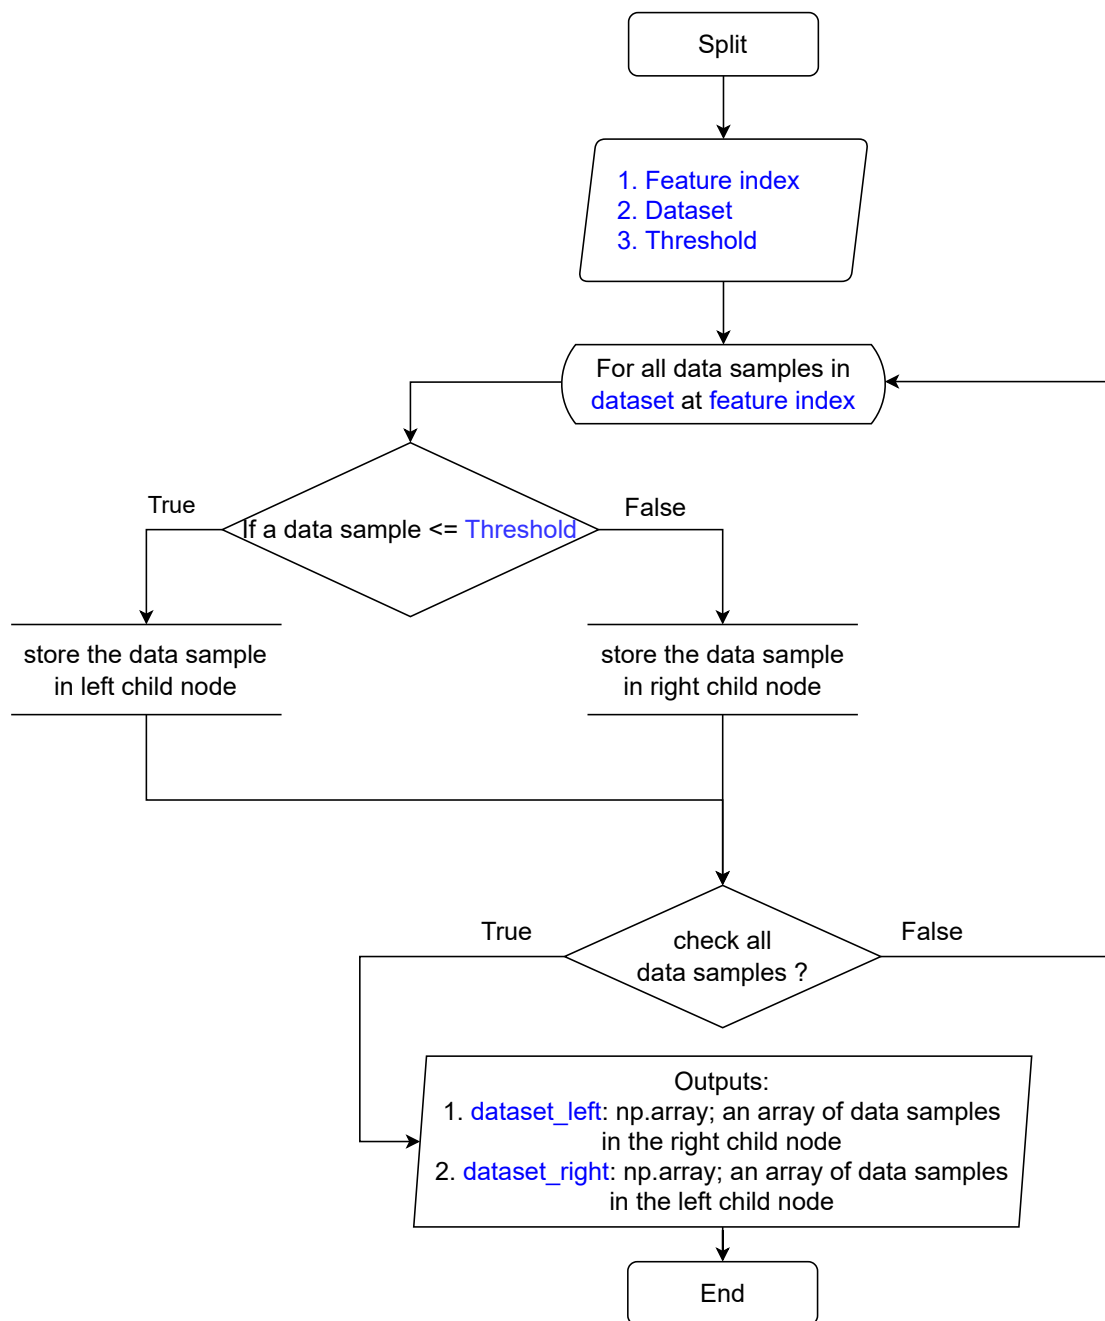 Split
1. Feature index
2. Dataset
3. Threshold
For all data samples in
dataset at feature index
True
False
If a data sample <= Threshold
store the data sample
in left child node
store the data sample
in right child node
True
False
check all
data samples ?
Outputs:
1. dataset_left: np.array; an array of data samples
in the right child node
2. dataset_right: np.array; an array of data samples
in the left child node
End